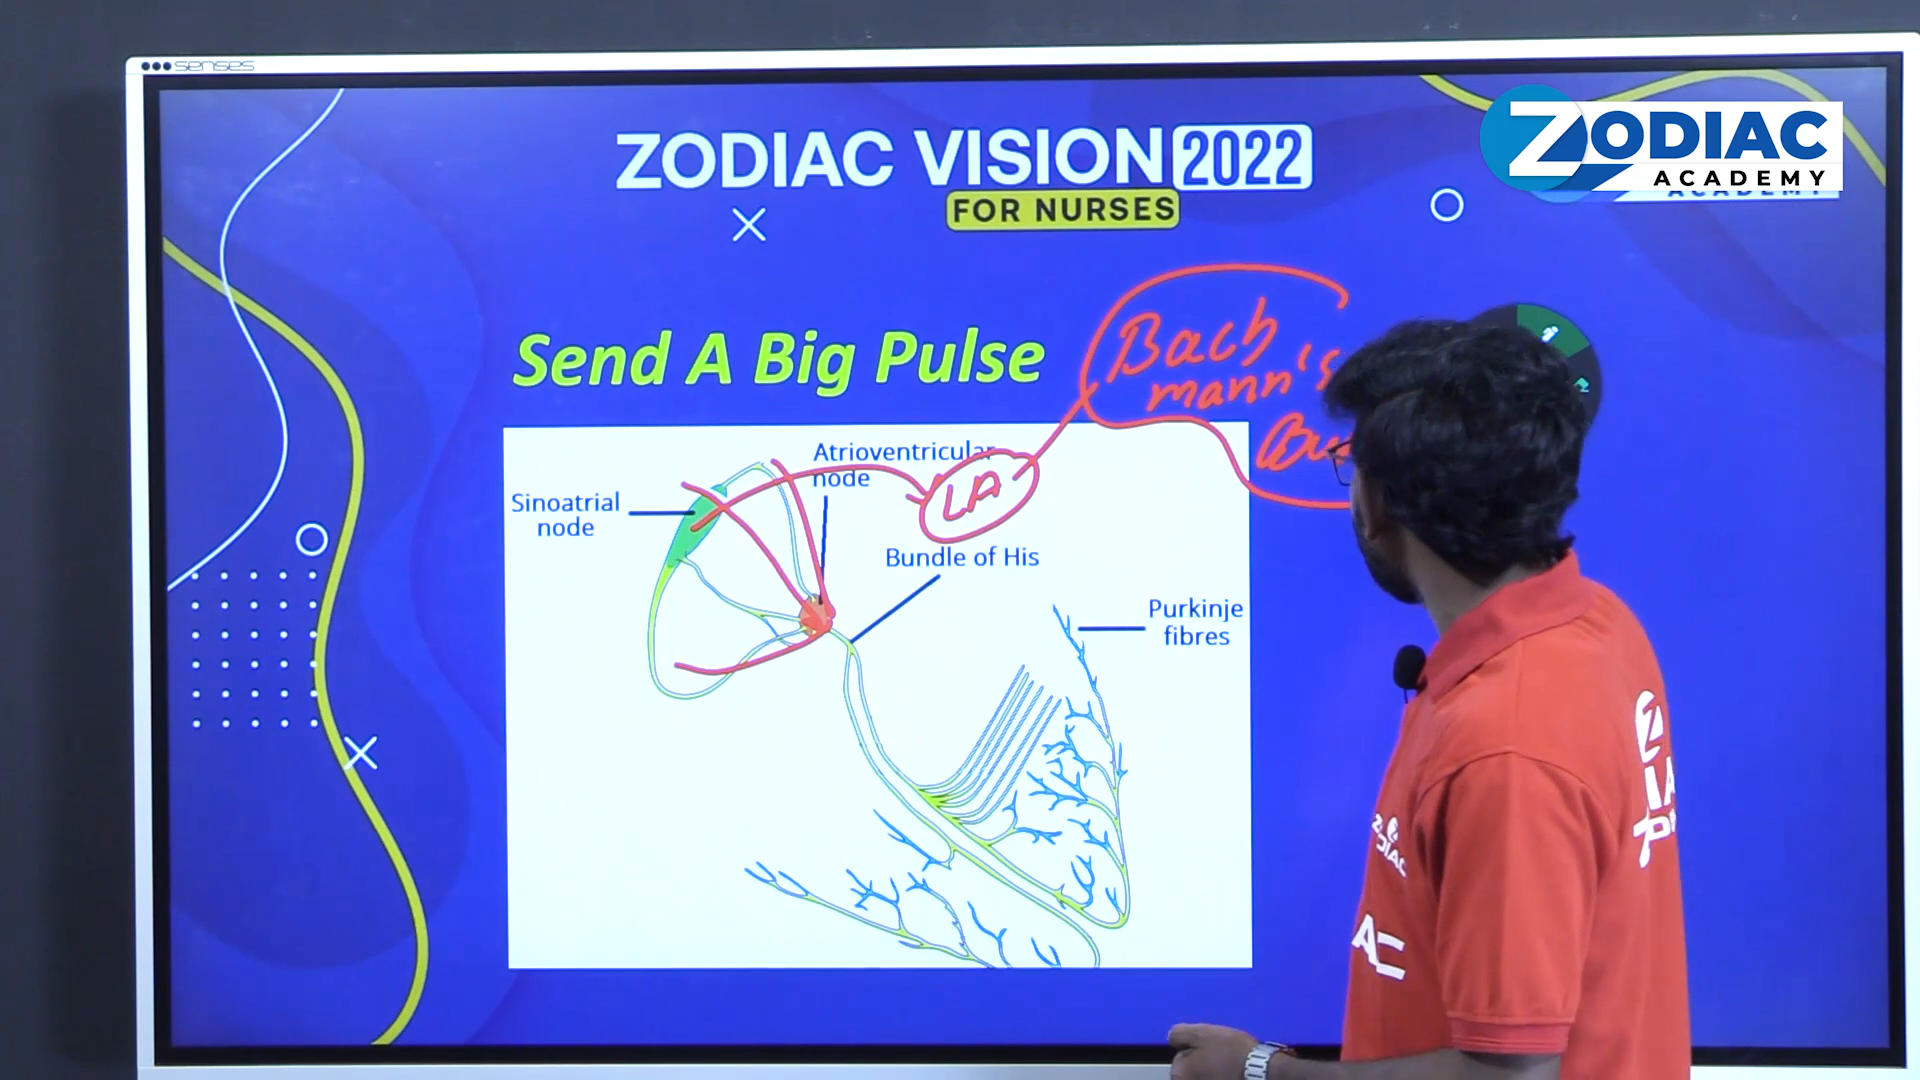 senses
ZODIAC VISION 2022
FOR NURSES
ZODIAC
ACADEMY
Send A Big Pulse
Bach
mann's
Atrioventricular
node
Sinoatrial
node
LA
Bundle of His
Purkinje
fibres